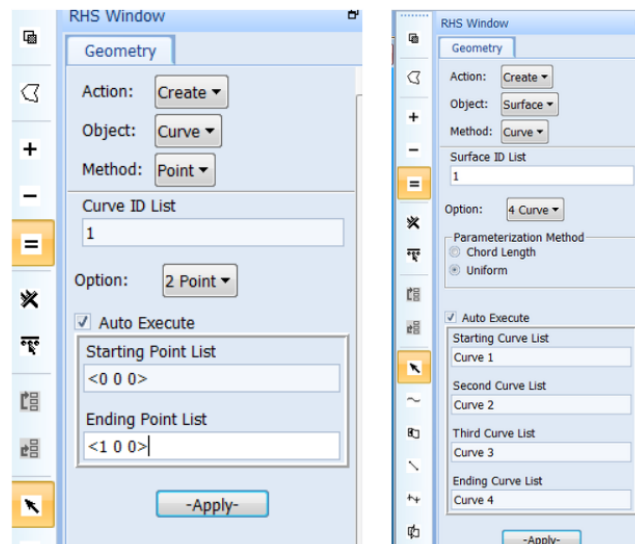 RHS Window
Geometry
Action: Create
Object: Curve
Method: Point
Curve ID List
1
Option: 2 Point
Auto Execute
Starting Point List
<0 0 0>
Ending Point List
<1 0 0>
-Apply-
RHS Window
Geometry
Action: Create
Object: Surface
Method: Curve
Surface ID List
1
Option: 4 Curve
Parameterization Method
Chord Length
Uniform
Auto Execute
Starting Curve List
Curve 1
Second Curve List
Curve 2
Third Curve List
Curve 3
Ending Curve List
Curve 4
-Apply-